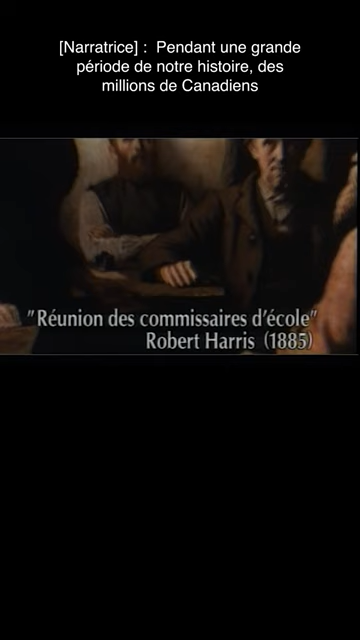 [Narratrice] :  Pendant une grande
période de notre histoire, des
millions de Canadiens
"Réunion des commissaires d'école"
Robert Harris (1885)